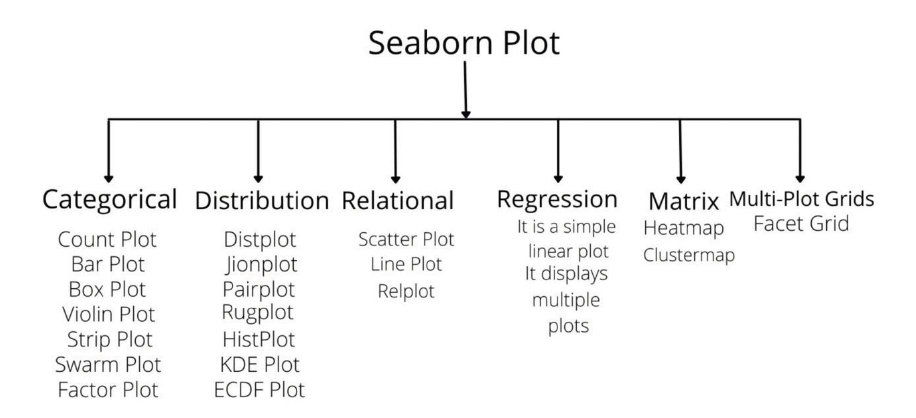 Seaborn Plot
Categorical
Count Plot
Bar Plot
Box Plot
Violin Plot
Strip Plot
Swarm Plot
Factor Plot
Distribution
Distplot
Jionplot
Pairplot
Rugplot
HistPlot
KDE Plot
ECDF Plot
Relational
Scatter Plot
Line Plot
Relplot
Regression
It is a simple
linear plot
It displays
multiple
plots
Matrix
Heatmap
Clustermap
Multi-Plot Grids
Facet Grid